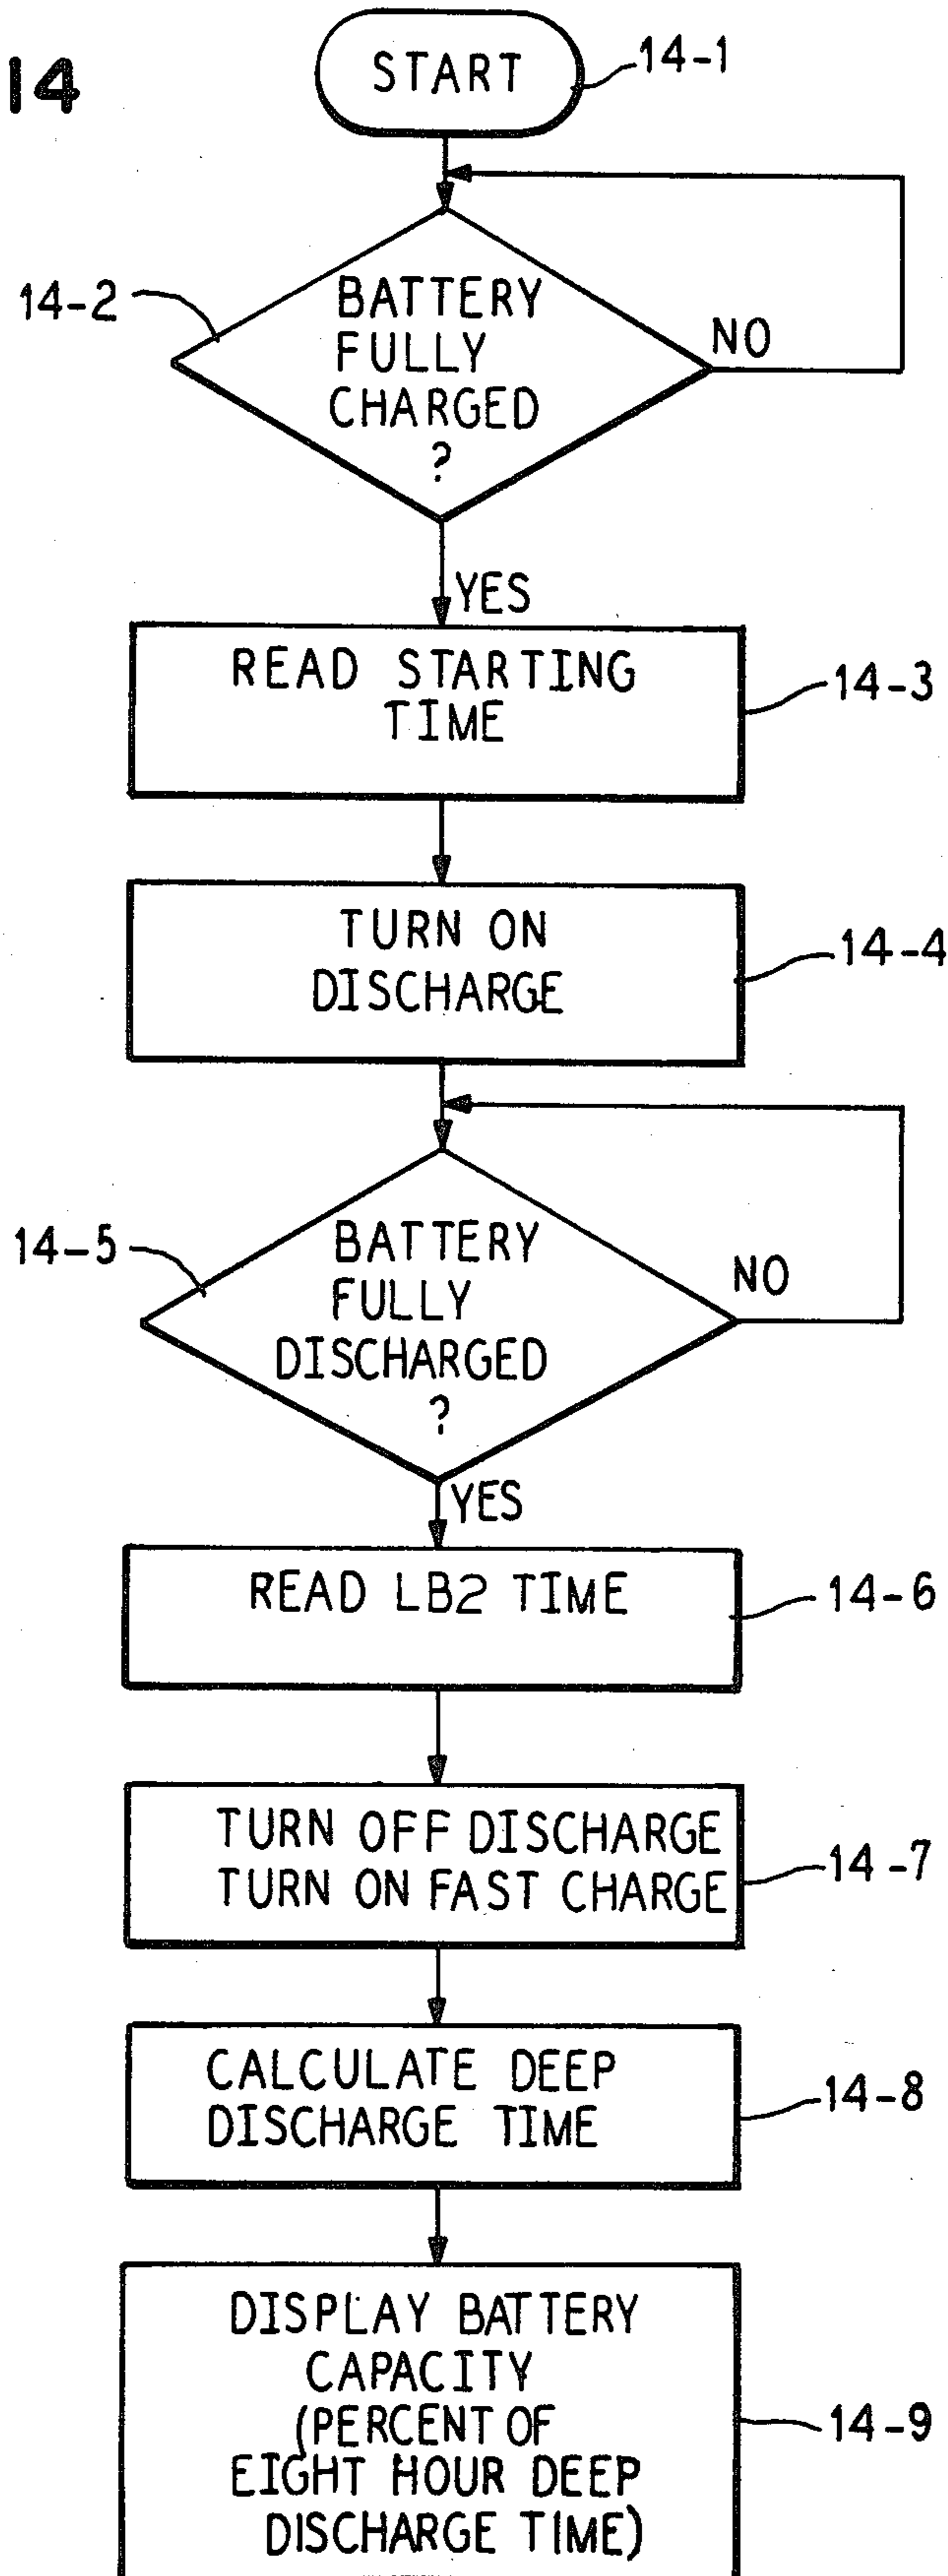 14
START
14-1
14-2
BATTERY
FULLY
CHARGED
?
NO
YES
READ STARTING
TIME
14-3
TURN ON
DISCHARGE
14-4
14-5
BATTERY
FULLY
DISCHARGED
?
NO
YES
READ LB2 TIME
14-6
TURN OFF DISCHARGE
TURN ON FAST CHARGE
14-7
CALCULATE DEEP
DISCHARGE TIME
14-8
DISPLAY BATTERY
CAPACITY
(PERCENT OF
EIGHT HOUR DEEP
DISCHARGE TIME)
14-9